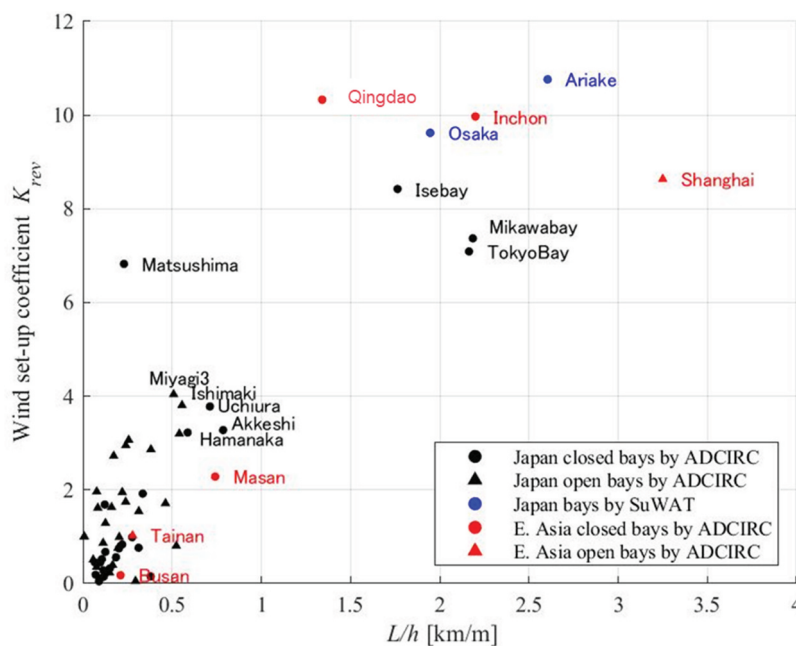 12
10
8
6
4
2
0
Wind set-up coefficient K_rev
Ariake
Qingdao
Inchon
Osaka
Shanghai
Isebay
Mikawabay
TokyoBay
Matsushima
Miyagi3
Ishimaki
Uchiura
Akkeshi
Hamanaka
Masan
Tainan
Busan
Japan closed bays by ADCIRC
Japan open bays by ADCIRC
Japan bays by SuWAT
E. Asia closed bays by ADCIRC
E. Asia open bays by ADCIRC
0 0.5 1 1.5 2 2.5 3 3.5 4
L/h [km/m]